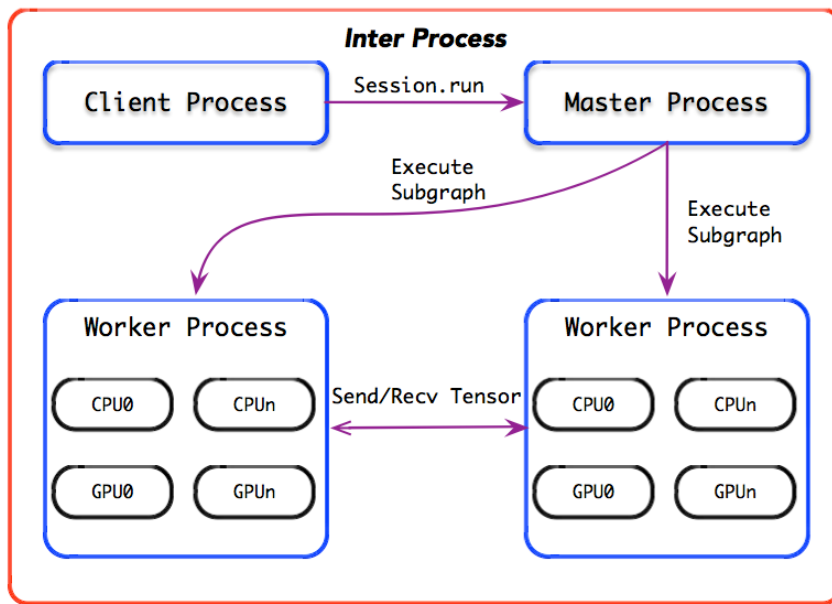 Inter Process
Client Process
Session.run
Master Process
Execute
Subgraph
Execute
Subgraph
Worker Process
CPU0
CPUn
GPU0
GPUn
Send/Recv Tensor
Worker Process
CPU0
CPUn
GPU0
GPUn